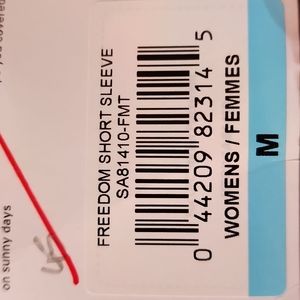 on sunny days
FREEDOM SHORT SLEEVE
SA81410-FMT
0 44209 82314 5
WOMENS / FEMMES
M